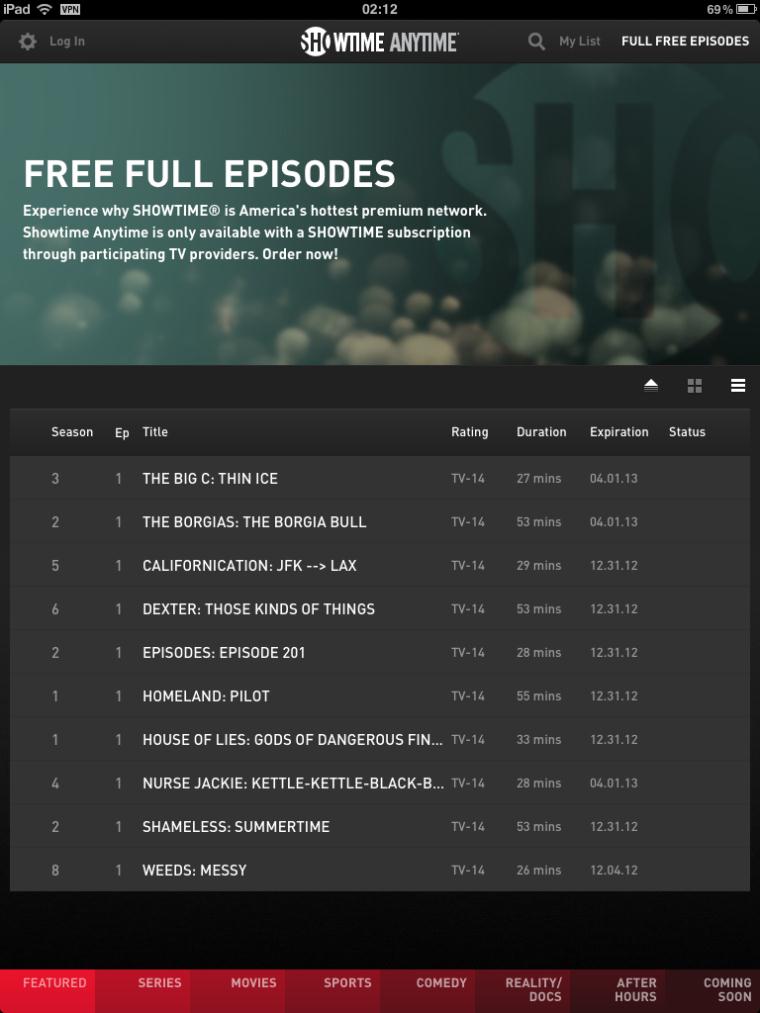 iPad VPN 02:12 69%
Log In SHOWTIME ANYTIME My List FULL FREE EPISODES
SHO
FREE FULL EPISODES
Experience why SHOWTIME® is America's hottest premium network.
Showtime Anytime is only available with a SHOWTIME subscription
through participating TV providers. Order now!
Season Ep Title Rating Duration Expiration Status
3 1 THE BIG C: THIN ICE TV-14 27 mins 04.01.13
2 1 THE BORGIAS: THE BORGIA BULL TV-14 53 mins 04.01.13
5 1 CALIFORNICATION: JFK --> LAX TV-14 29 mins 12.31.12
6 1 DEXTER: THOSE KINDS OF THINGS TV-14 53 mins 12.31.12
2 1 EPISODES: EPISODE 201 TV-14 28 mins 12.31.12
1 1 HOMELAND: PILOT TV-14 55 mins 12.31.12
1 1 HOUSE OF LIES: GODS OF DANGEROUS FIN... TV-14 33 mins 12.31.12
4 1 NURSE JACKIE: KETTLE-KETTLE-BLACK-B... TV-14 28 mins 04.01.13
2 1 SHAMELESS: SUMMERTIME TV-14 53 mins 12.31.12
8 1 WEEDS: MESSY TV-14 26 mins 12.04.12
FEATURED SERIES MOVIES SPORTS COMEDY REALITY/ AFTER COMING
DOCS HOURS SOON